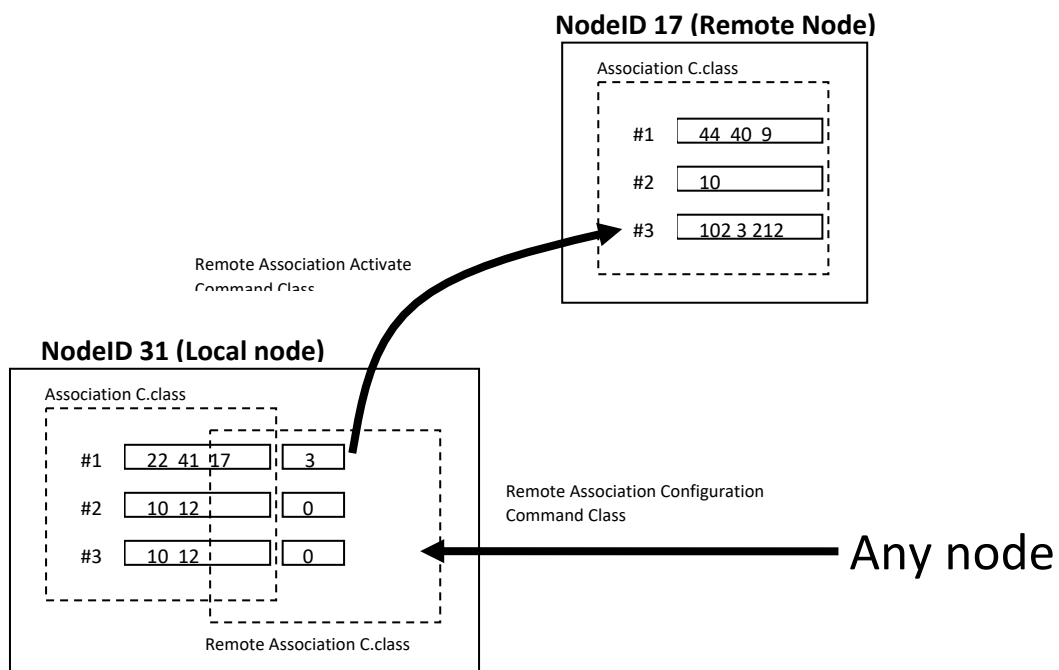 NodeID 17 (Remote Node)
Association C.class
#1 44 40 9
#2 10
#3 102 3 212
Remote Association Activate
Command Class
NodeID 31 (Local node)
Association C.class
#1 22 41 17 3
#2 10 12 0
#3 10 12 0
Remote Association C.class
Remote Association Configuration
Command Class
Any node